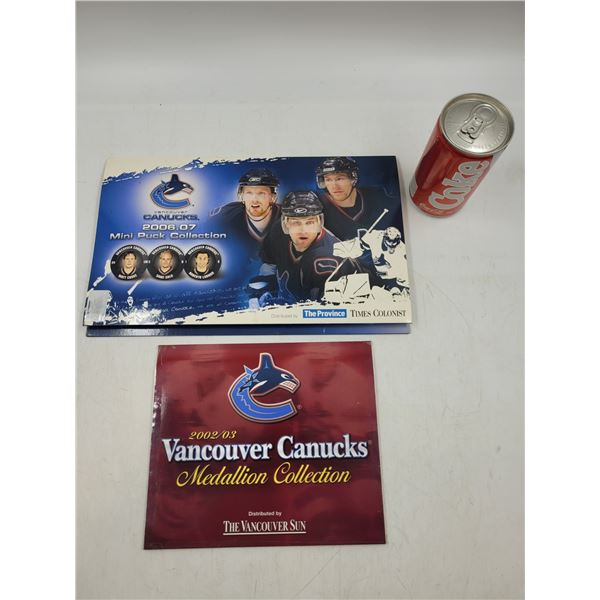 vancouver
CANUCKS
2006.07
Mini Puck Collection
Distributed by The Province TIMES COLONIST
Coke
2002/03
Vancouver Canucks®
Medallion Collection
Distributed by
THE VANCOUVER SUN